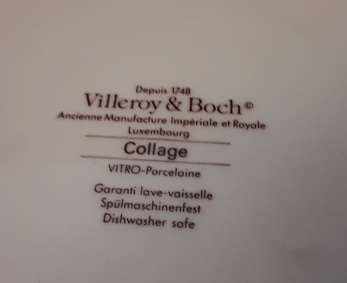 Depuis 1748
Villeroy & Boch©
Ancienne Manufacture Impériale et Royale
Luxembourg
Collage
VITRO-Porcelaine
Garanti lave-vaisselle
Spülmaschinenfest
Dishwasher safe